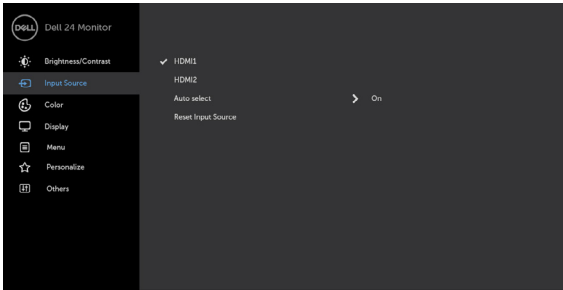 DELL
Dell 24 Monitor
Brightness/Contrast
Input Source
Color
Display
Menu
Personalize
Others
HDMI1
HDMI2
Auto select On
Reset Input Source